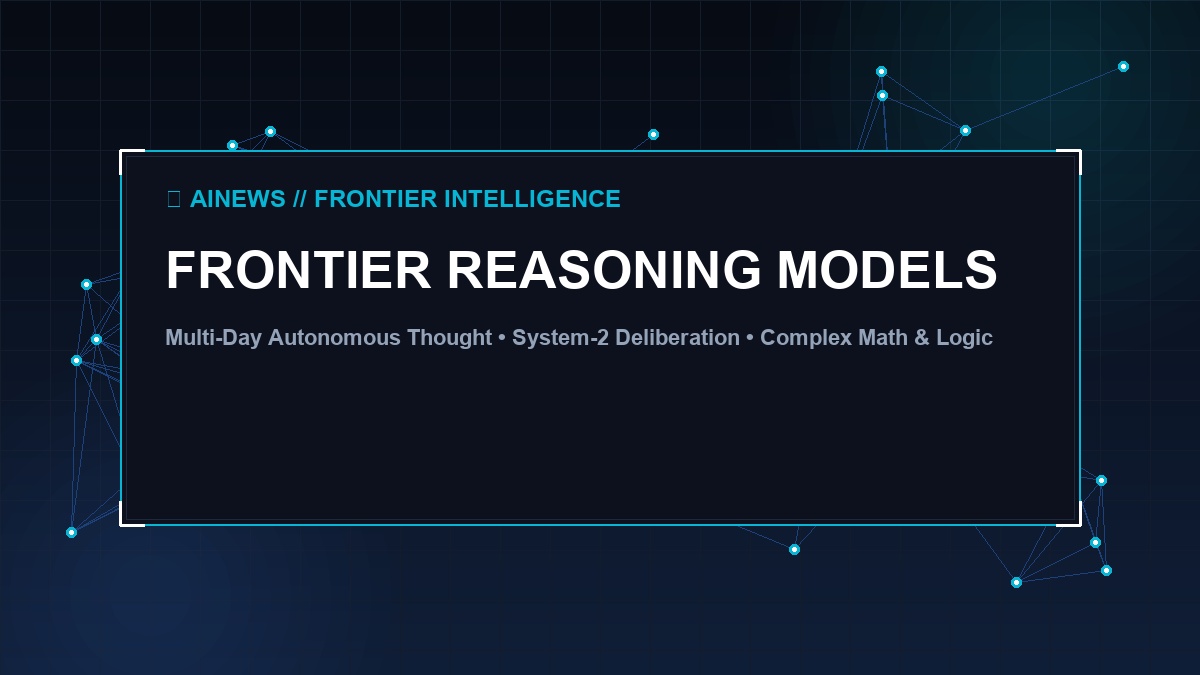 AINEWS // FRONTIER INTELLIGENCE
FRONTIER REASONING MODELS
Multi-Day Autonomous Thought • System-2 Deliberation • Complex Math & Logic